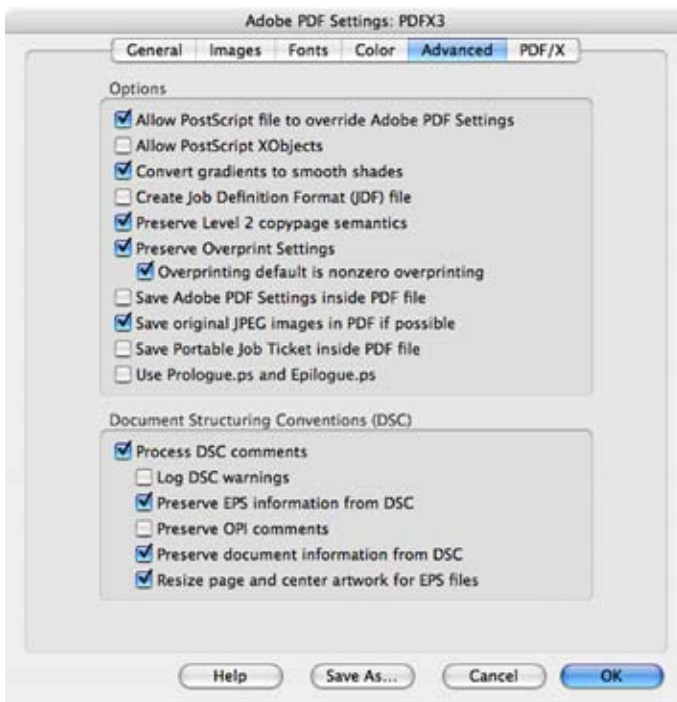 Adobe PDF Settings: PDFX3
General Images Fonts Color Advanced PDF/X
Options
Allow PostScript file to override Adobe PDF Settings
Allow PostScript XObjects
Convert gradients to smooth shades
Create Job Definition Format (JDF) file
Preserve Level 2 copypage semantics
Preserve Overprint Settings
Overprinting default is nonzero overprinting
Save Adobe PDF Settings inside PDF file
Save original JPEG images in PDF if possible
Save Portable Job Ticket inside PDF file
Use Prologue.ps and Epilogue.ps
Document Structuring Conventions (DSC)
Process DSC comments
Log DSC warnings
Preserve EPS information from DSC
Preserve OPI comments
Preserve document information from DSC
Resize page and center artwork for EPS files
Help Save As... Cancel OK